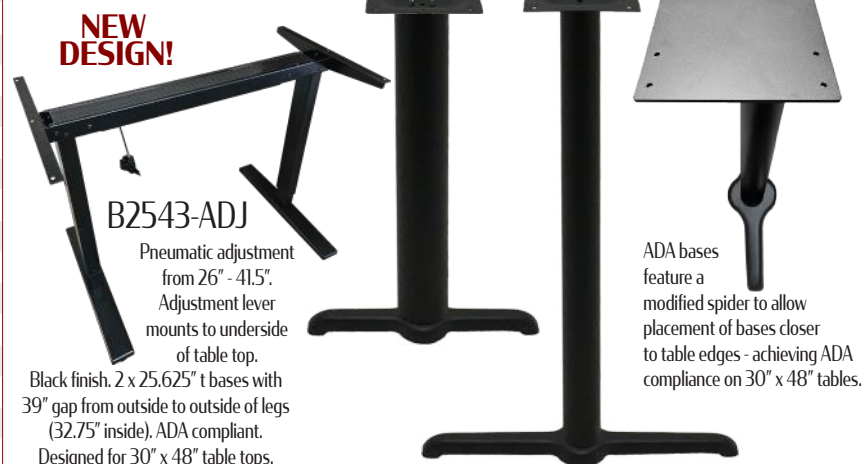 NEW
DESIGN!
B2543-ADJ
Pneumatic adjustment
from 26" - 41.5".
Adjustment lever
mounts to underside
of table top.
Black finish. 2 x 25.625" t bases with
39" gap from outside to outside of legs
(32.75" inside). ADA compliant.
Designed for 30" x 48" table tops.
ADA bases
feature a
modified spider to allow
placement of bases closer
to table edges - achieving ADA
compliance on 30" x 48" tables.